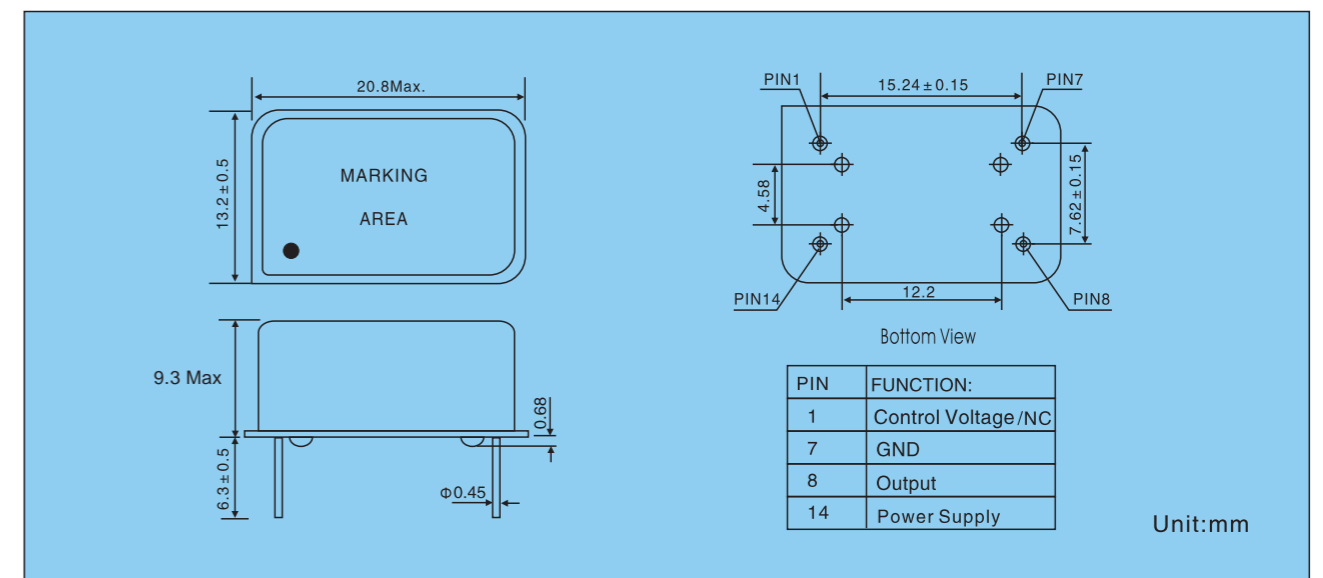 20.8Max.
13.2±0.5
MARKING
AREA
9.3 Max
0.68
6.3±0.5
Φ0.45
PIN1
15.24±0.15
PIN7
4.58
7.62±0.15
PIN14
12.2
PIN8
Bottom View
PIN FUNCTION:
1 Control Voltage/NC
7 GND
8 Output
14 Power Supply
Unit:mm